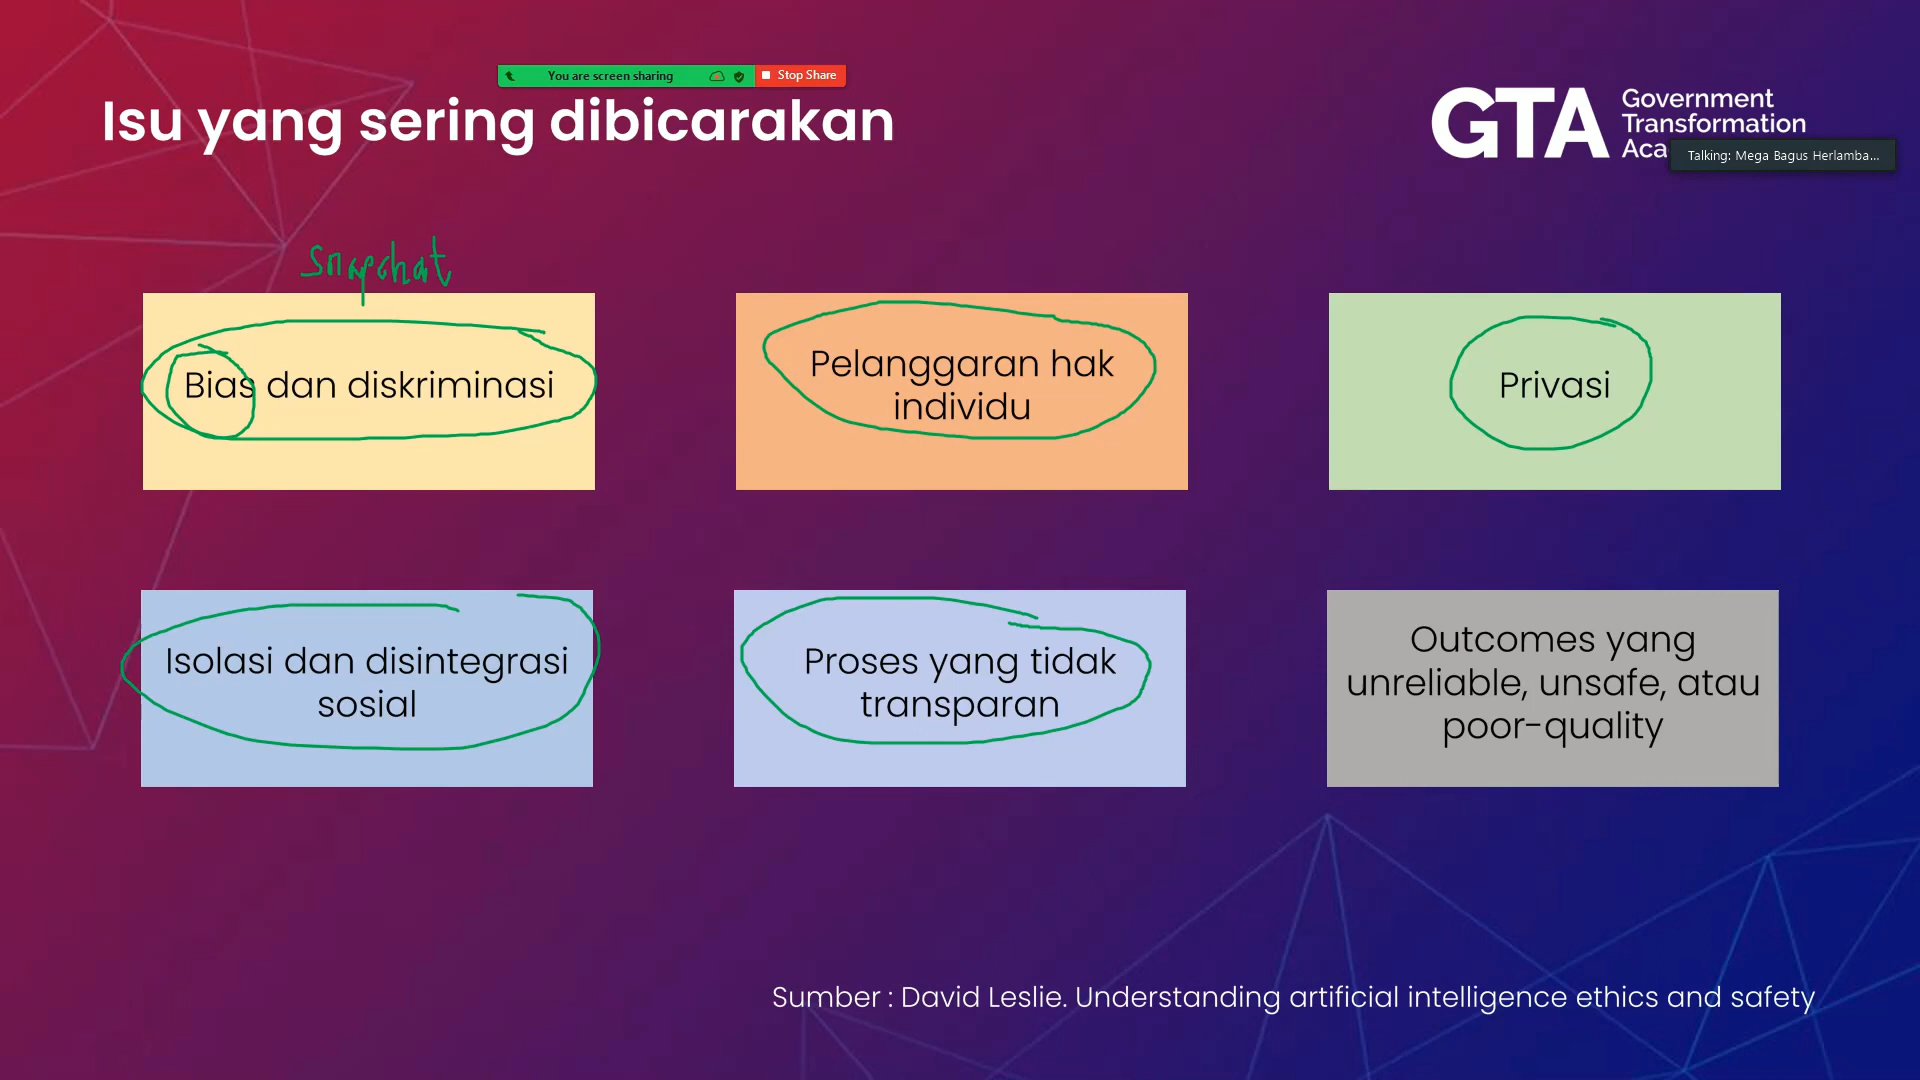 You are screen sharing
Stop Share
Isu yang sering dibicarakan
GTA
Government
Transformation
Aca
Talking: Mega Bagus Herlamba...
Snapchat
Bias dan diskriminasi
Pelanggaran hak
individu
Privasi
Isolasi dan disintegrasi
sosial
Proses yang tidak
transparan
Outcomes yang
unreliable, unsafe, atau
poor-quality
Sumber : David Leslie. Understanding artificial intelligence ethics and safety